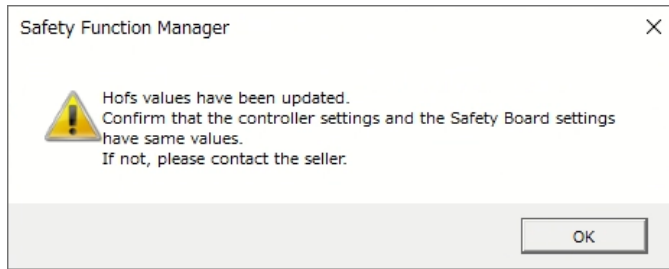 Safety Function Manager
Hofs values have been updated.
Confirm that the controller settings and the Safety Board settings
have same values.
If not, please contact the seller.
OK